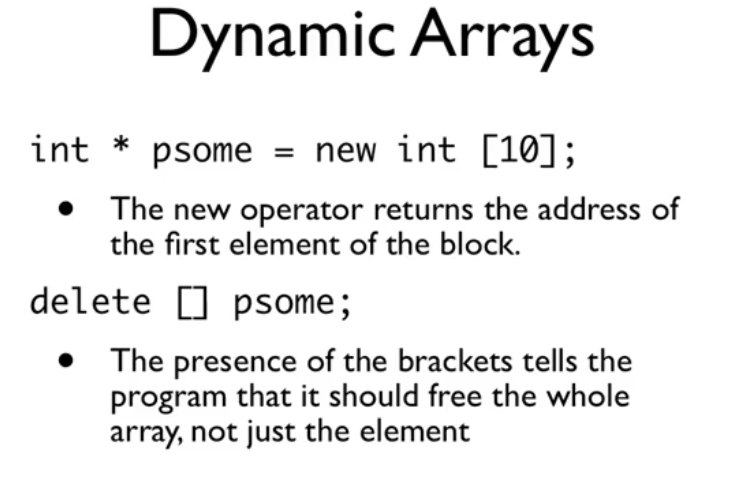 Dynamic Arrays
int * psome = new int [10];
• The new operator returns the address of
the first element of the block.
delete [] psome;
• The presence of the brackets tells the
program that it should free the whole
array, not just the element